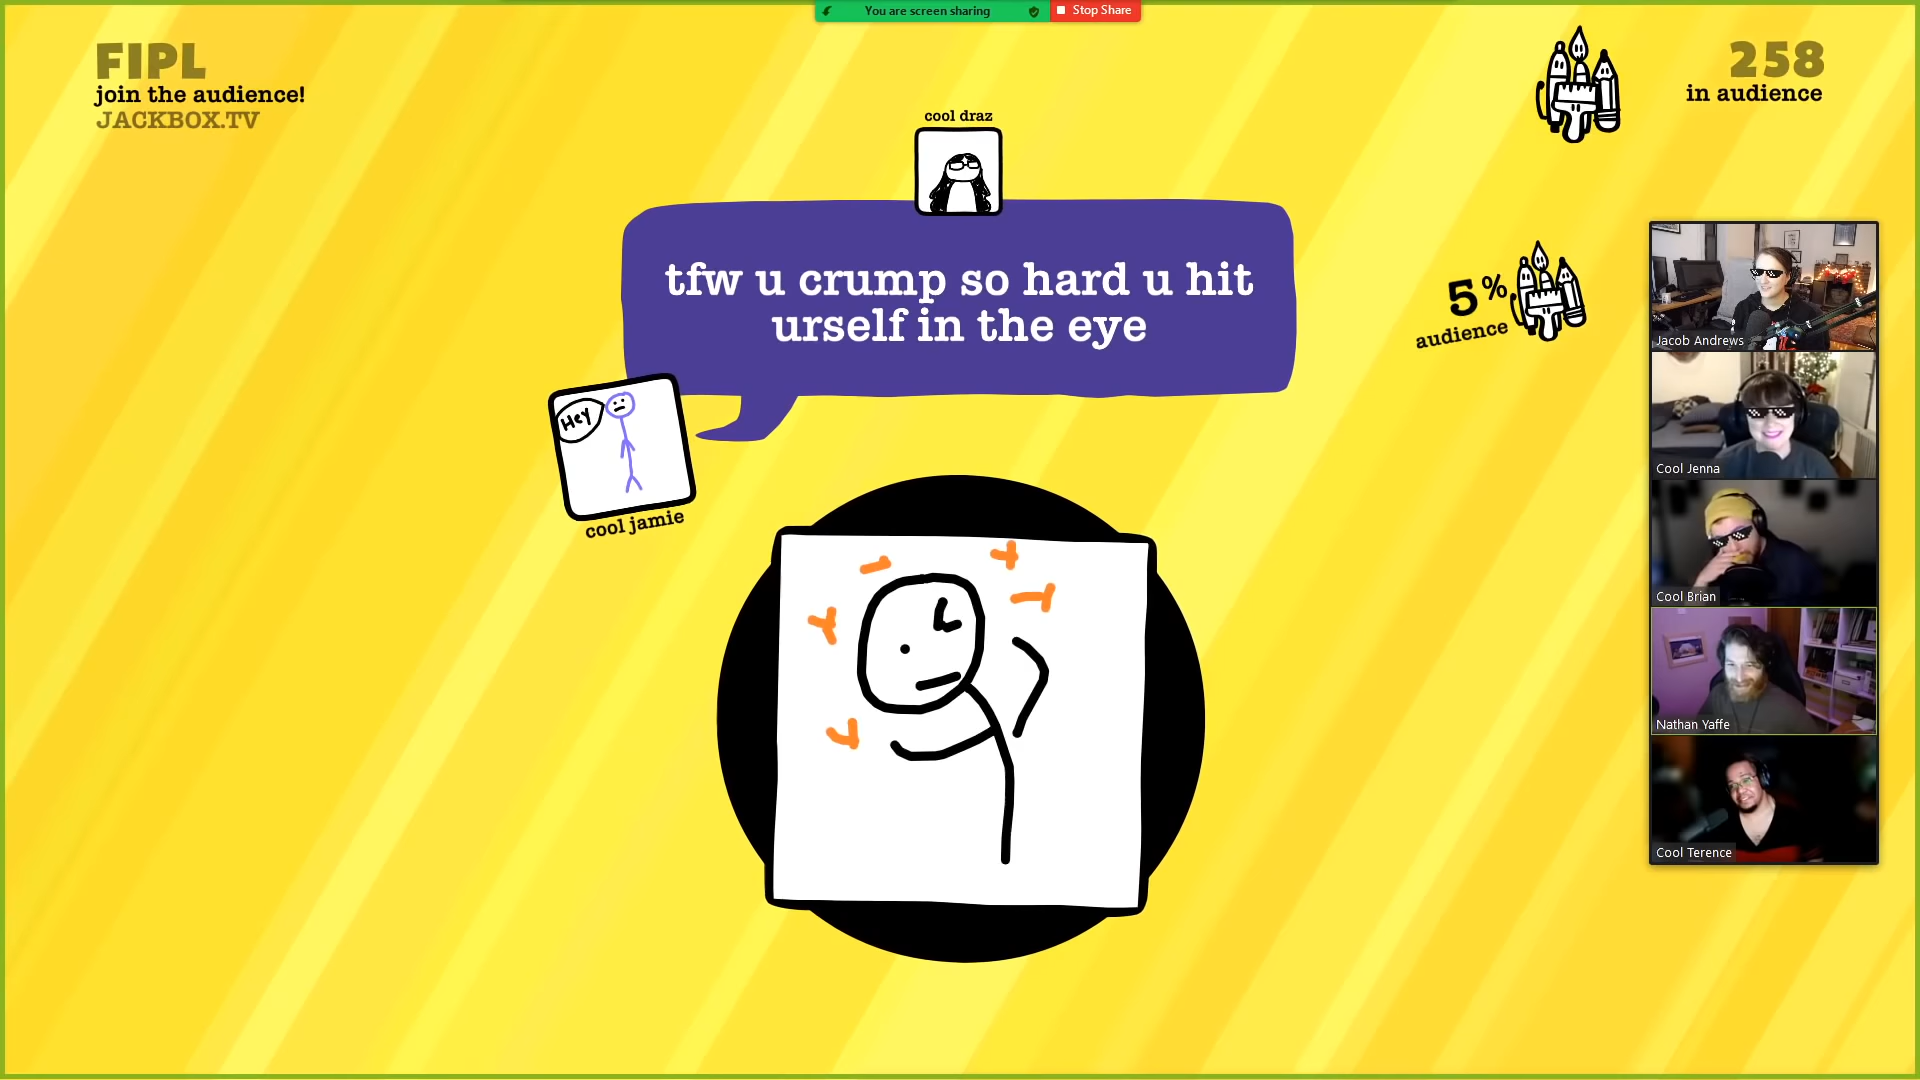 You are screen sharing
Stop Share
FIPL
join the audience!
JACKBOX.TV
258
in audience
cool draz
tfw u crump so hard u hit
urself in the eye
5%
audience
Hey
cool jamie
Jacob Andrews
Cool Jenna
Cool Brian
Nathan Yaffe
Cool Terence